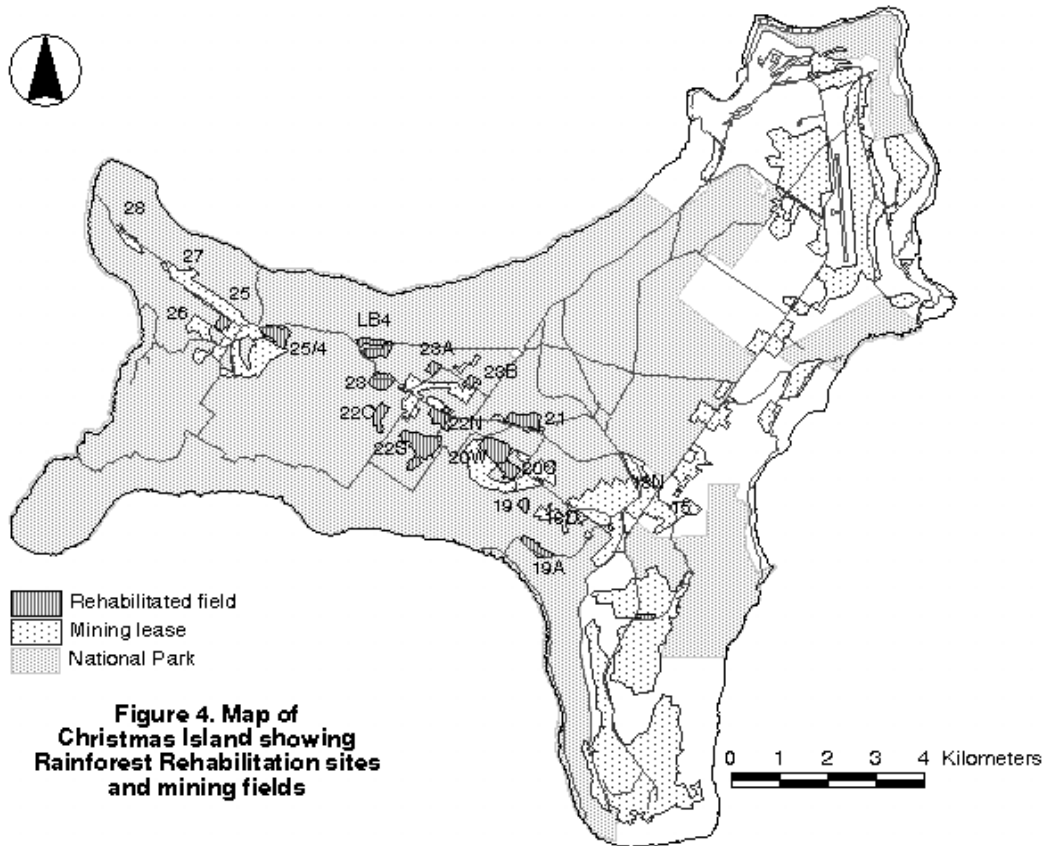 28
27
25
26
LB4
25/4
23A
23
23B
22C
22N
21
22S
20W
20C
18N
19
15
19A
Rehabilitated field
Mining lease
National Park
Figure 4. Map of
Christmas Island showing
Rainforest Rehabilitation sites
and mining fields
0 1 2 3 4 Kilometers